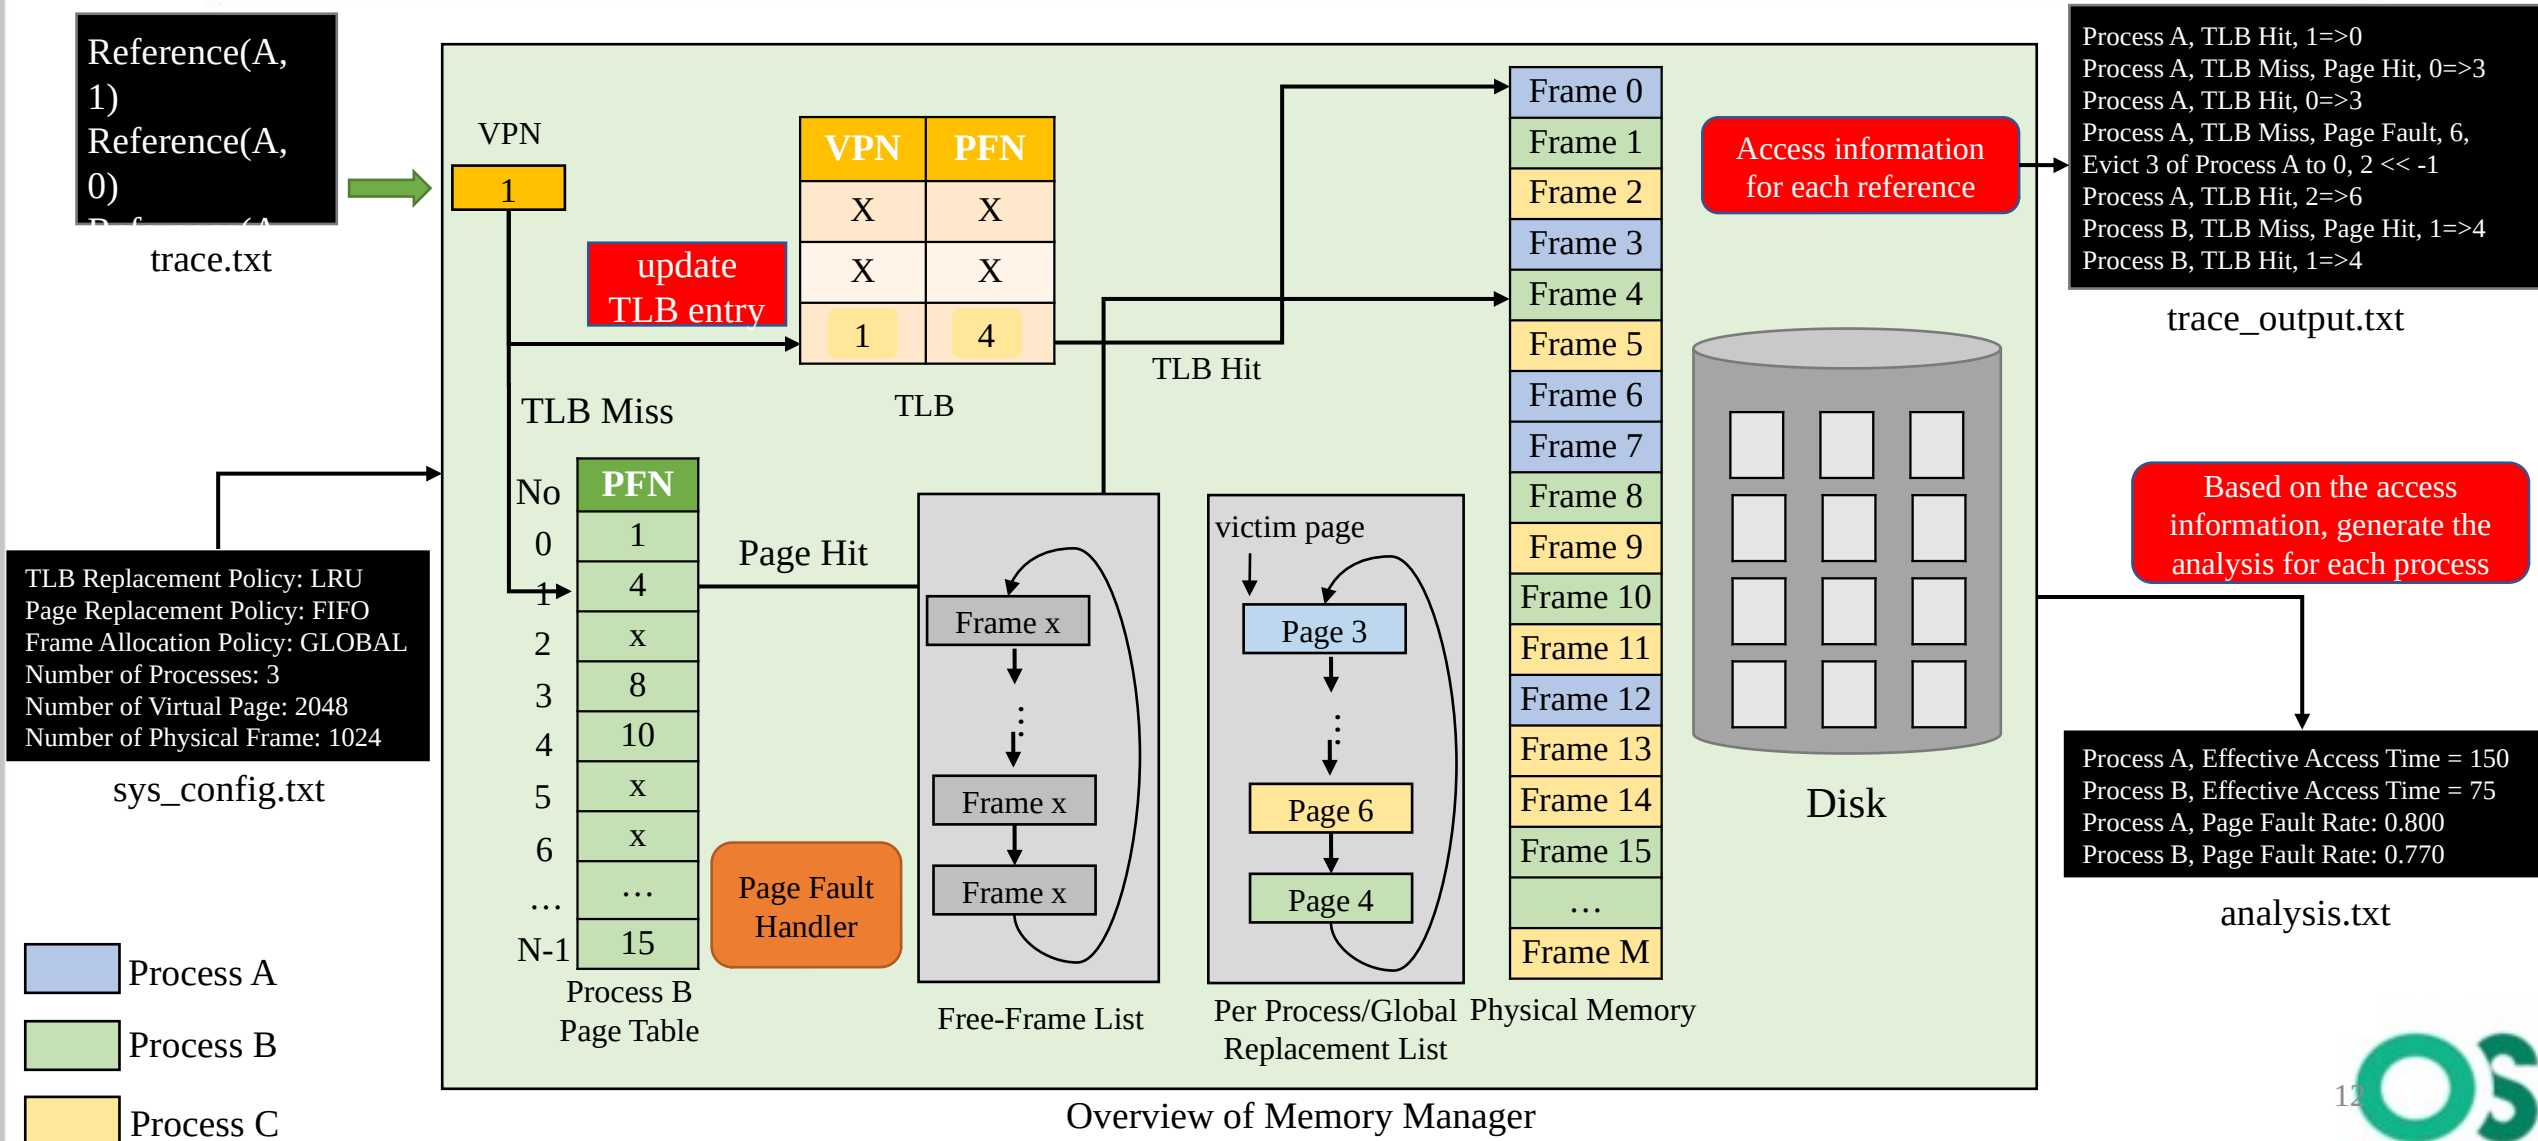 Reference(A,
1)
Reference(A,
0)
Reference(A
trace.txt
TLB Replacement Policy: LRU
Page Replacement Policy: FIFO
Frame Allocation Policy: GLOBAL
Number of Processes: 3
Number of Virtual Page: 2048
Number of Physical Frame: 1024
sys_config.txt
Process A
Process B
Process C
VPN
1
update
TLB entry
VPN PFN
X X
X X
1 4
TLB
TLB Hit
TLB Miss
No PFN
0 1
1 4
2 x
3 8
4 10
5 x
6 x
… …
N-1 15
Process B
Page Table
Page Hit
Page Fault
Handler
Frame x
...
Frame x
Frame x
Free-Frame List
victim page
Page 3
...
Page 6
Page 4
Per Process/Global
Replacement List
Frame 0
Frame 1
Frame 2
Frame 3
Frame 4
Frame 5
Frame 6
Frame 7
Frame 8
Frame 9
Frame 10
Frame 11
Frame 12
Frame 13
Frame 14
Frame 15
…
Frame M
Physical Memory
Access information
for each reference
Disk
Process A, TLB Hit, 1=>0
Process A, TLB Miss, Page Hit, 0=>3
Process A, TLB Hit, 0=>3
Process A, TLB Miss, Page Fault, 6,
Evict 3 of Process A to 0, 2 << -1
Process A, TLB Hit, 2=>6
Process B, TLB Miss, Page Hit, 1=>4
Process B, TLB Hit, 1=>4
trace_output.txt
Based on the access
information, generate the
analysis for each process
Process A, Effective Access Time = 150
Process B, Effective Access Time = 75
Process A, Page Fault Rate: 0.800
Process B, Page Fault Rate: 0.770
analysis.txt
Overview of Memory Manager
12
OS